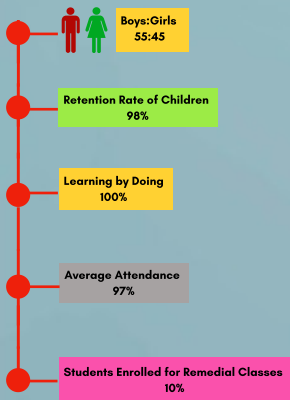 Boys:Girls
55:45
Retention Rate of Children
98%
Learning by Doing
100%
Average Attendance
97%
Students Enrolled for Remedial Classes
10%